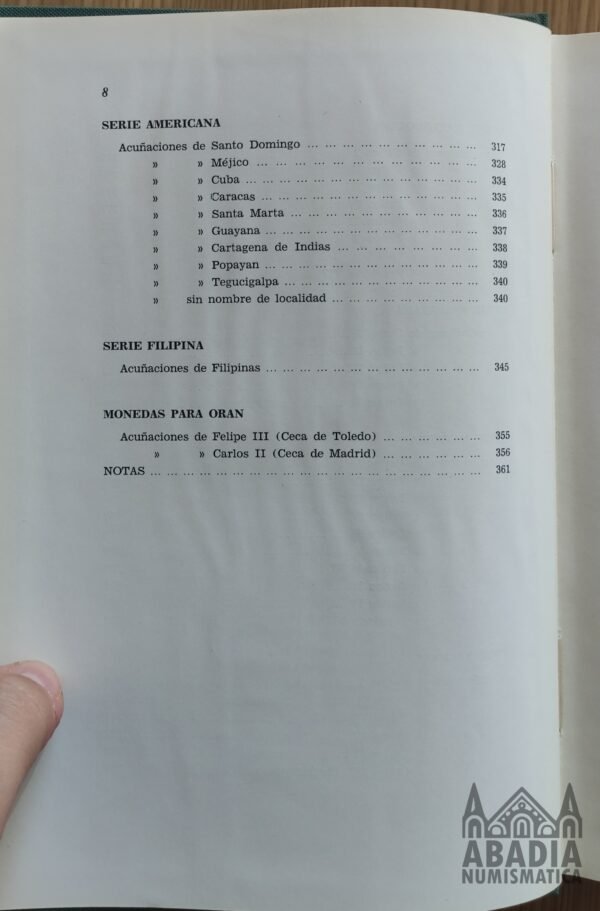 8
SERIE AMERICANA
Acuñaciones de Santo Domingo ... ... ... ... ... ... ... ... ... ... 317
» » Méjico ... ... ... ... ... ... ... ... ... ... ... ... 328
» » Cuba ... ... ... ... ... ... ... ... ... ... ... ... 334
» » Caracas ... ... ... ... ... ... ... ... ... ... ... 335
» » Santa Marta ... ... ... ... ... ... ... ... ... ... 336
» » Guayana ... ... ... ... ... ... ... ... ... ... ... 337
» » Cartagena de Indias ... ... ... ... ... ... ... ... 338
» » Popayan ... ... ... ... ... ... ... ... ... ... ... 339
» » Tegucigalpa ... ... ... ... ... ... ... ... ... ... 340
» sin nombre de localidad ... ... ... ... ... ... ... ... 340
SERIE FILIPINA
Acuñaciones de Filipinas ... ... ... ... ... ... ... ... ... ... ... ... 345
MONEDAS PARA ORAN
Acuñaciones de Felipe III (Ceca de Toledo) ... ... ... ... ... 355
» » Carlos II (Ceca de Madrid) ... ... ... ... ... 356
NOTAS ... ... ... ... ... ... ... ... ... ... ... ... ... ... ... ... ... ... 361
ABADIA
NUMISMATICA